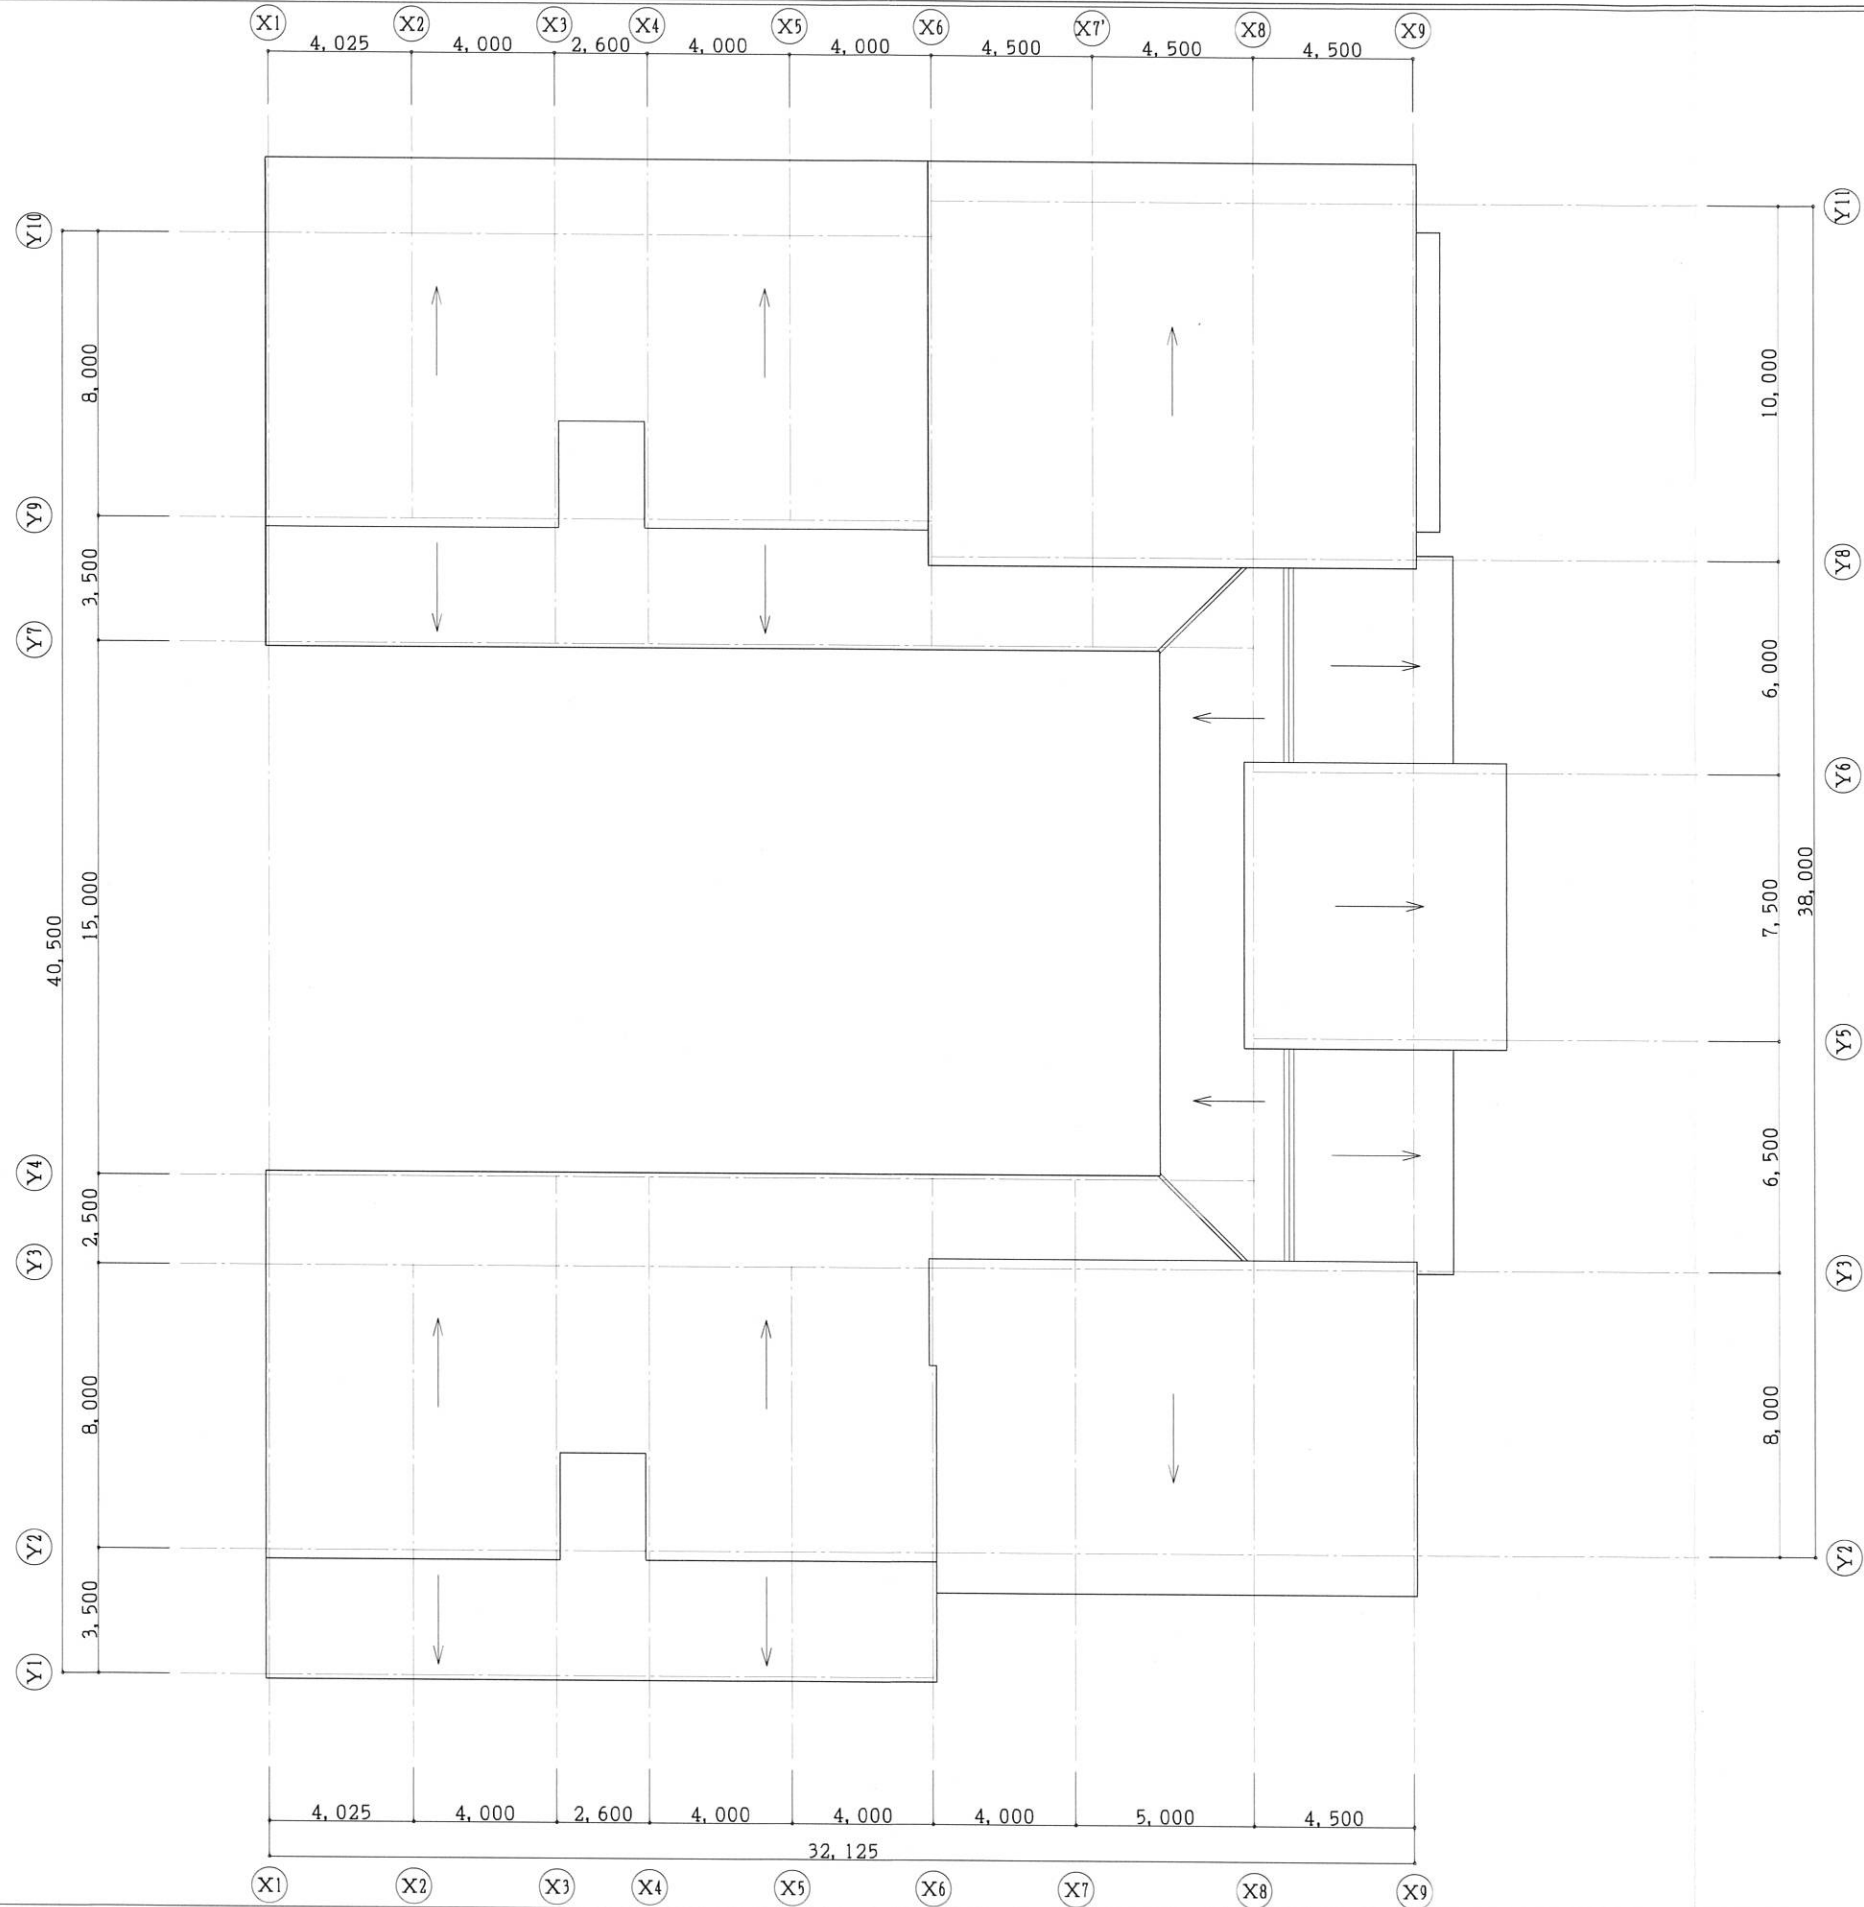 X1 X2 X3 X4 X5 X6 X7' X8 X9
4,025 4,000 2,600 4,000 4,000 4,500 4,500 4,500
Y10
Y9
Y7
Y4
Y3
Y2
Y1
8,000
3,500
15,000
2,500
8,000
3,500
40,500
Y11
Y8
Y6
Y5
Y3
Y2
10,000
6,000
7,500
6,500
8,000
38,000
4,025 4,000 2,600 4,000 4,000 4,000 5,000 4,500
32,125
X1 X2 X3 X4 X5 X6 X7 X8 X9